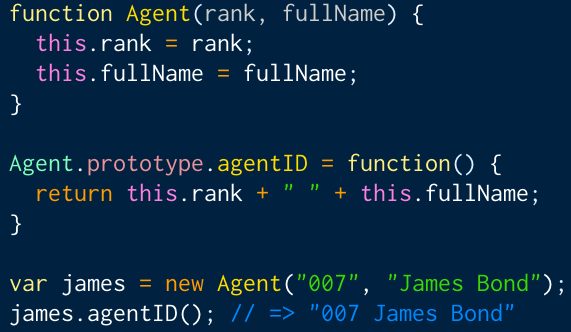 function Agent(rank, fullName) {
  this.rank = rank;
  this.fullName = fullName;
}

Agent.prototype.agentID = function() {
  return this.rank + " " + this.fullName;
}

var james = new Agent("007", "James Bond");
james.agentID(); // => "007 James Bond"